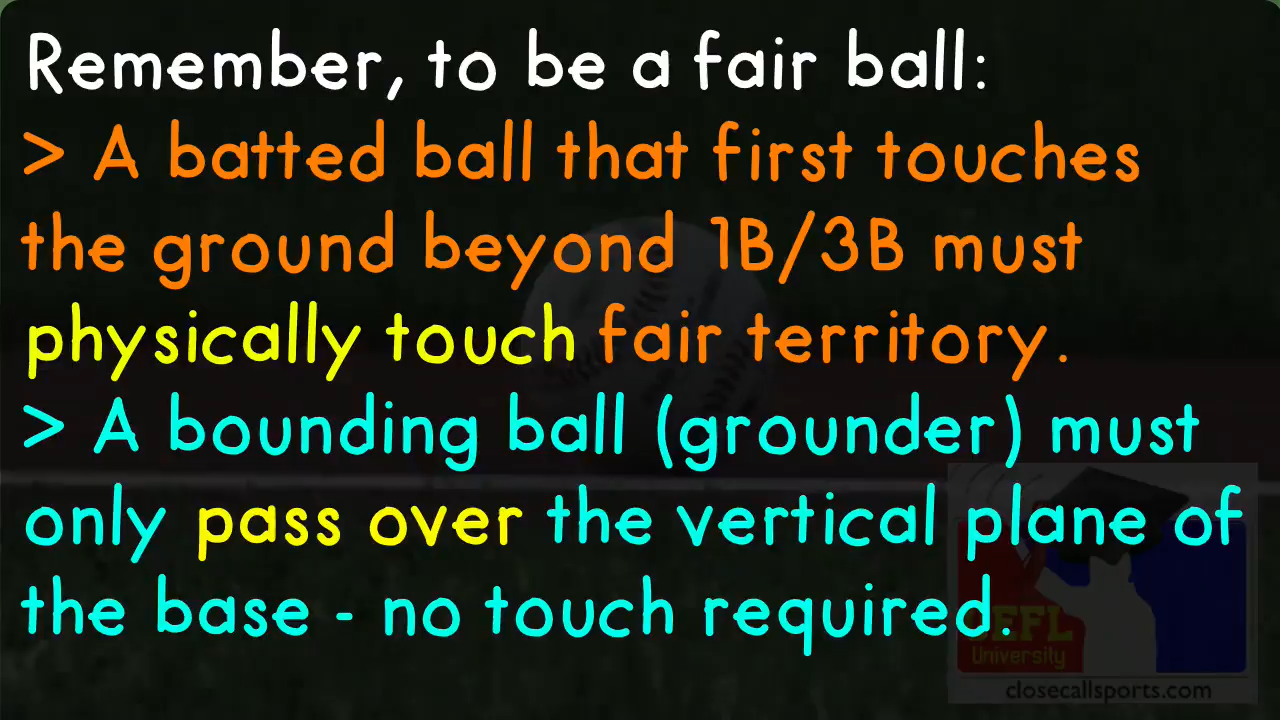 Remember, to be a fair ball:
> A batted ball that first touches
the ground beyond 1B/3B must
physically touch fair territory.
> A bounding ball (grounder) must
only pass over the vertical plane of
the base - no touch required.
UEFL
University
closecallsports.com